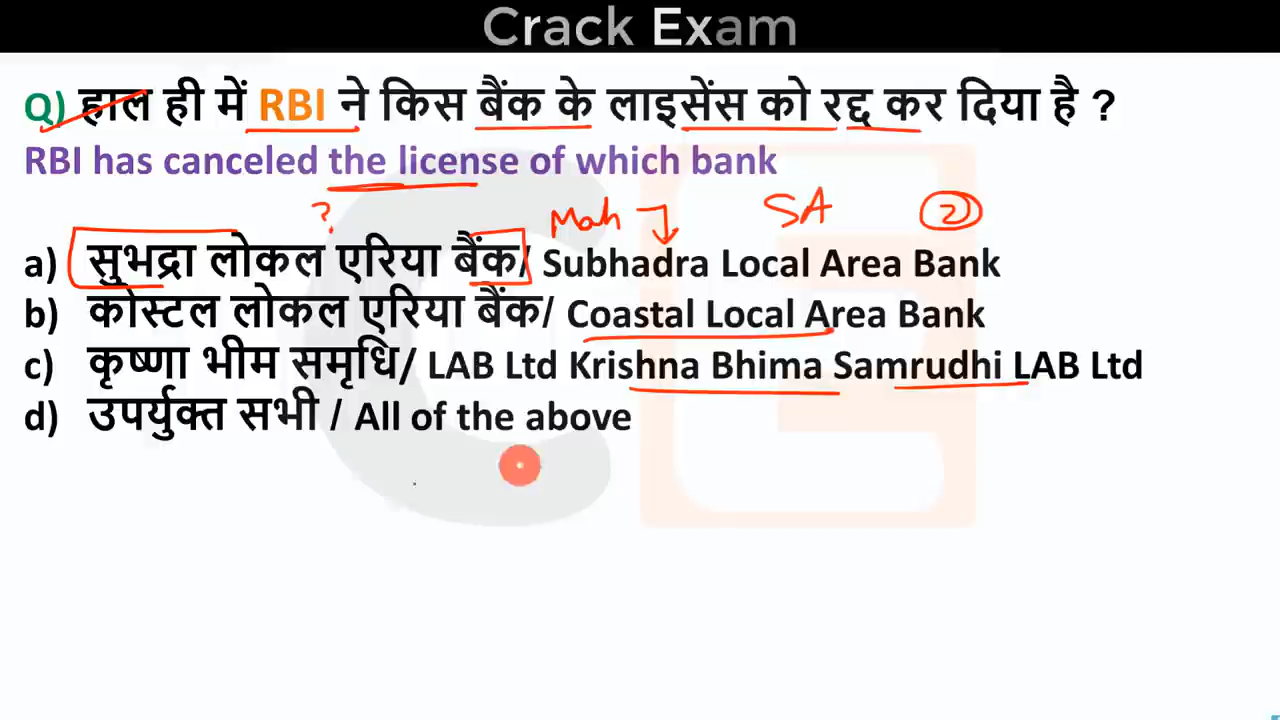 Crack Exam
Q) हाल ही में RBI ने किस बैंक के लाइसेंस को रद्द कर दिया है ?
RBI has canceled the license of which bank
? Mah SA 2
a) सुभद्रा लोकल एरिया बैंक/ Subhadra Local Area Bank
b) कोस्टल लोकल एरिया बैंक/ Coastal Local Area Bank
c) कृष्णा भीम समृधि/ LAB Ltd Krishna Bhima Samrudhi LAB Ltd
d) उपर्युक्त सभी / All of the above